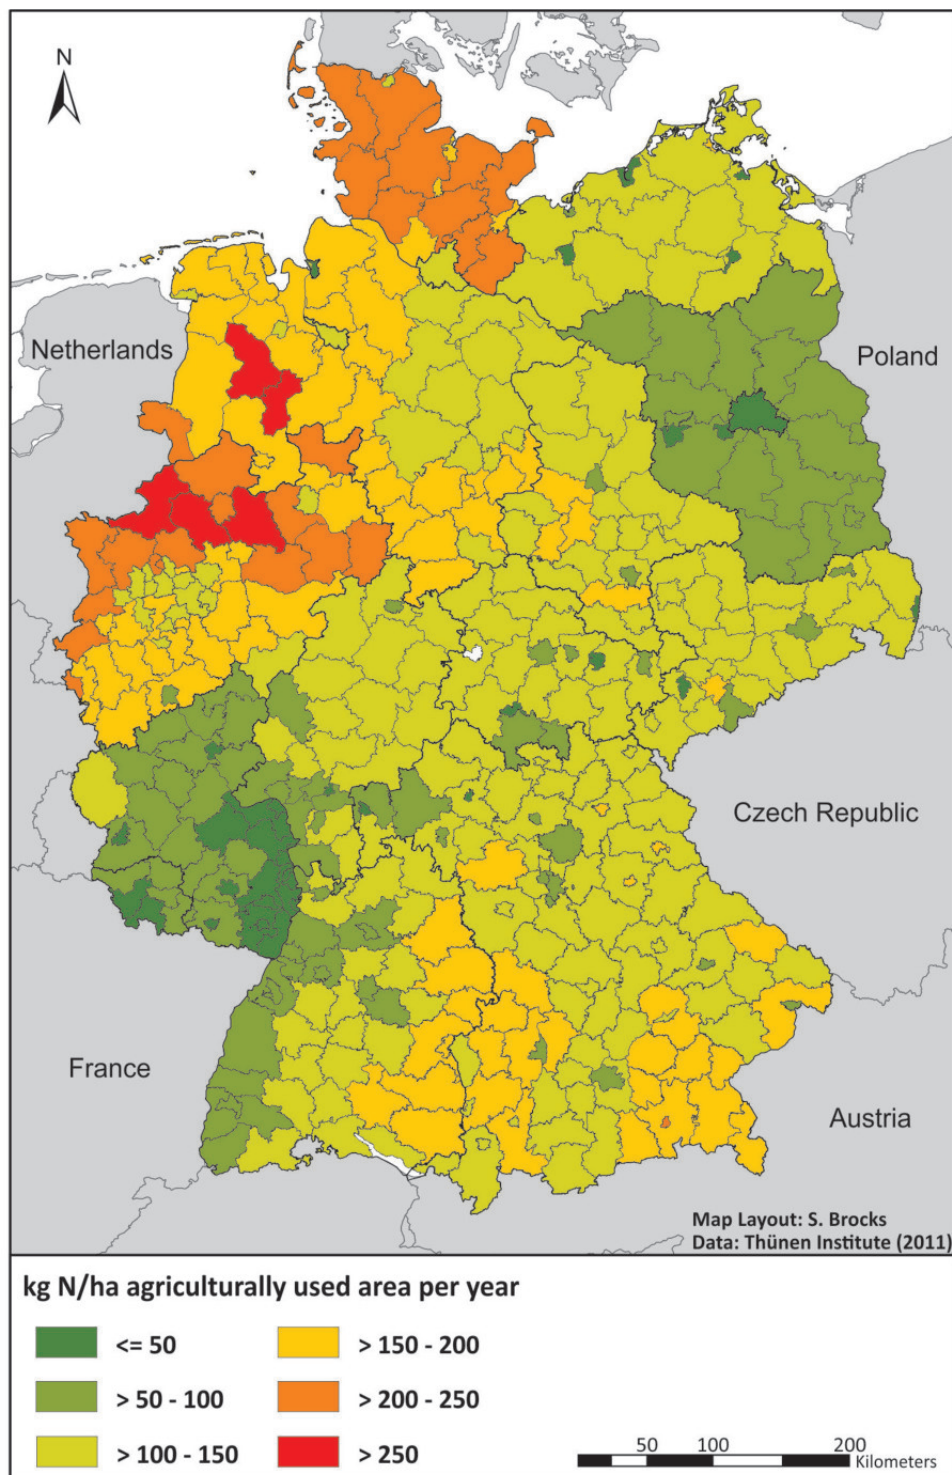 N
Netherlands
Poland
Czech Republic
France
Austria
Map Layout: S. Brocks
Data: Thünen Institute (2011)
kg N/ha agriculturally used area per year
<= 50
> 150 - 200
> 50 - 100
> 200 - 250
> 100 - 150
> 250
50 100 200
Kilometers